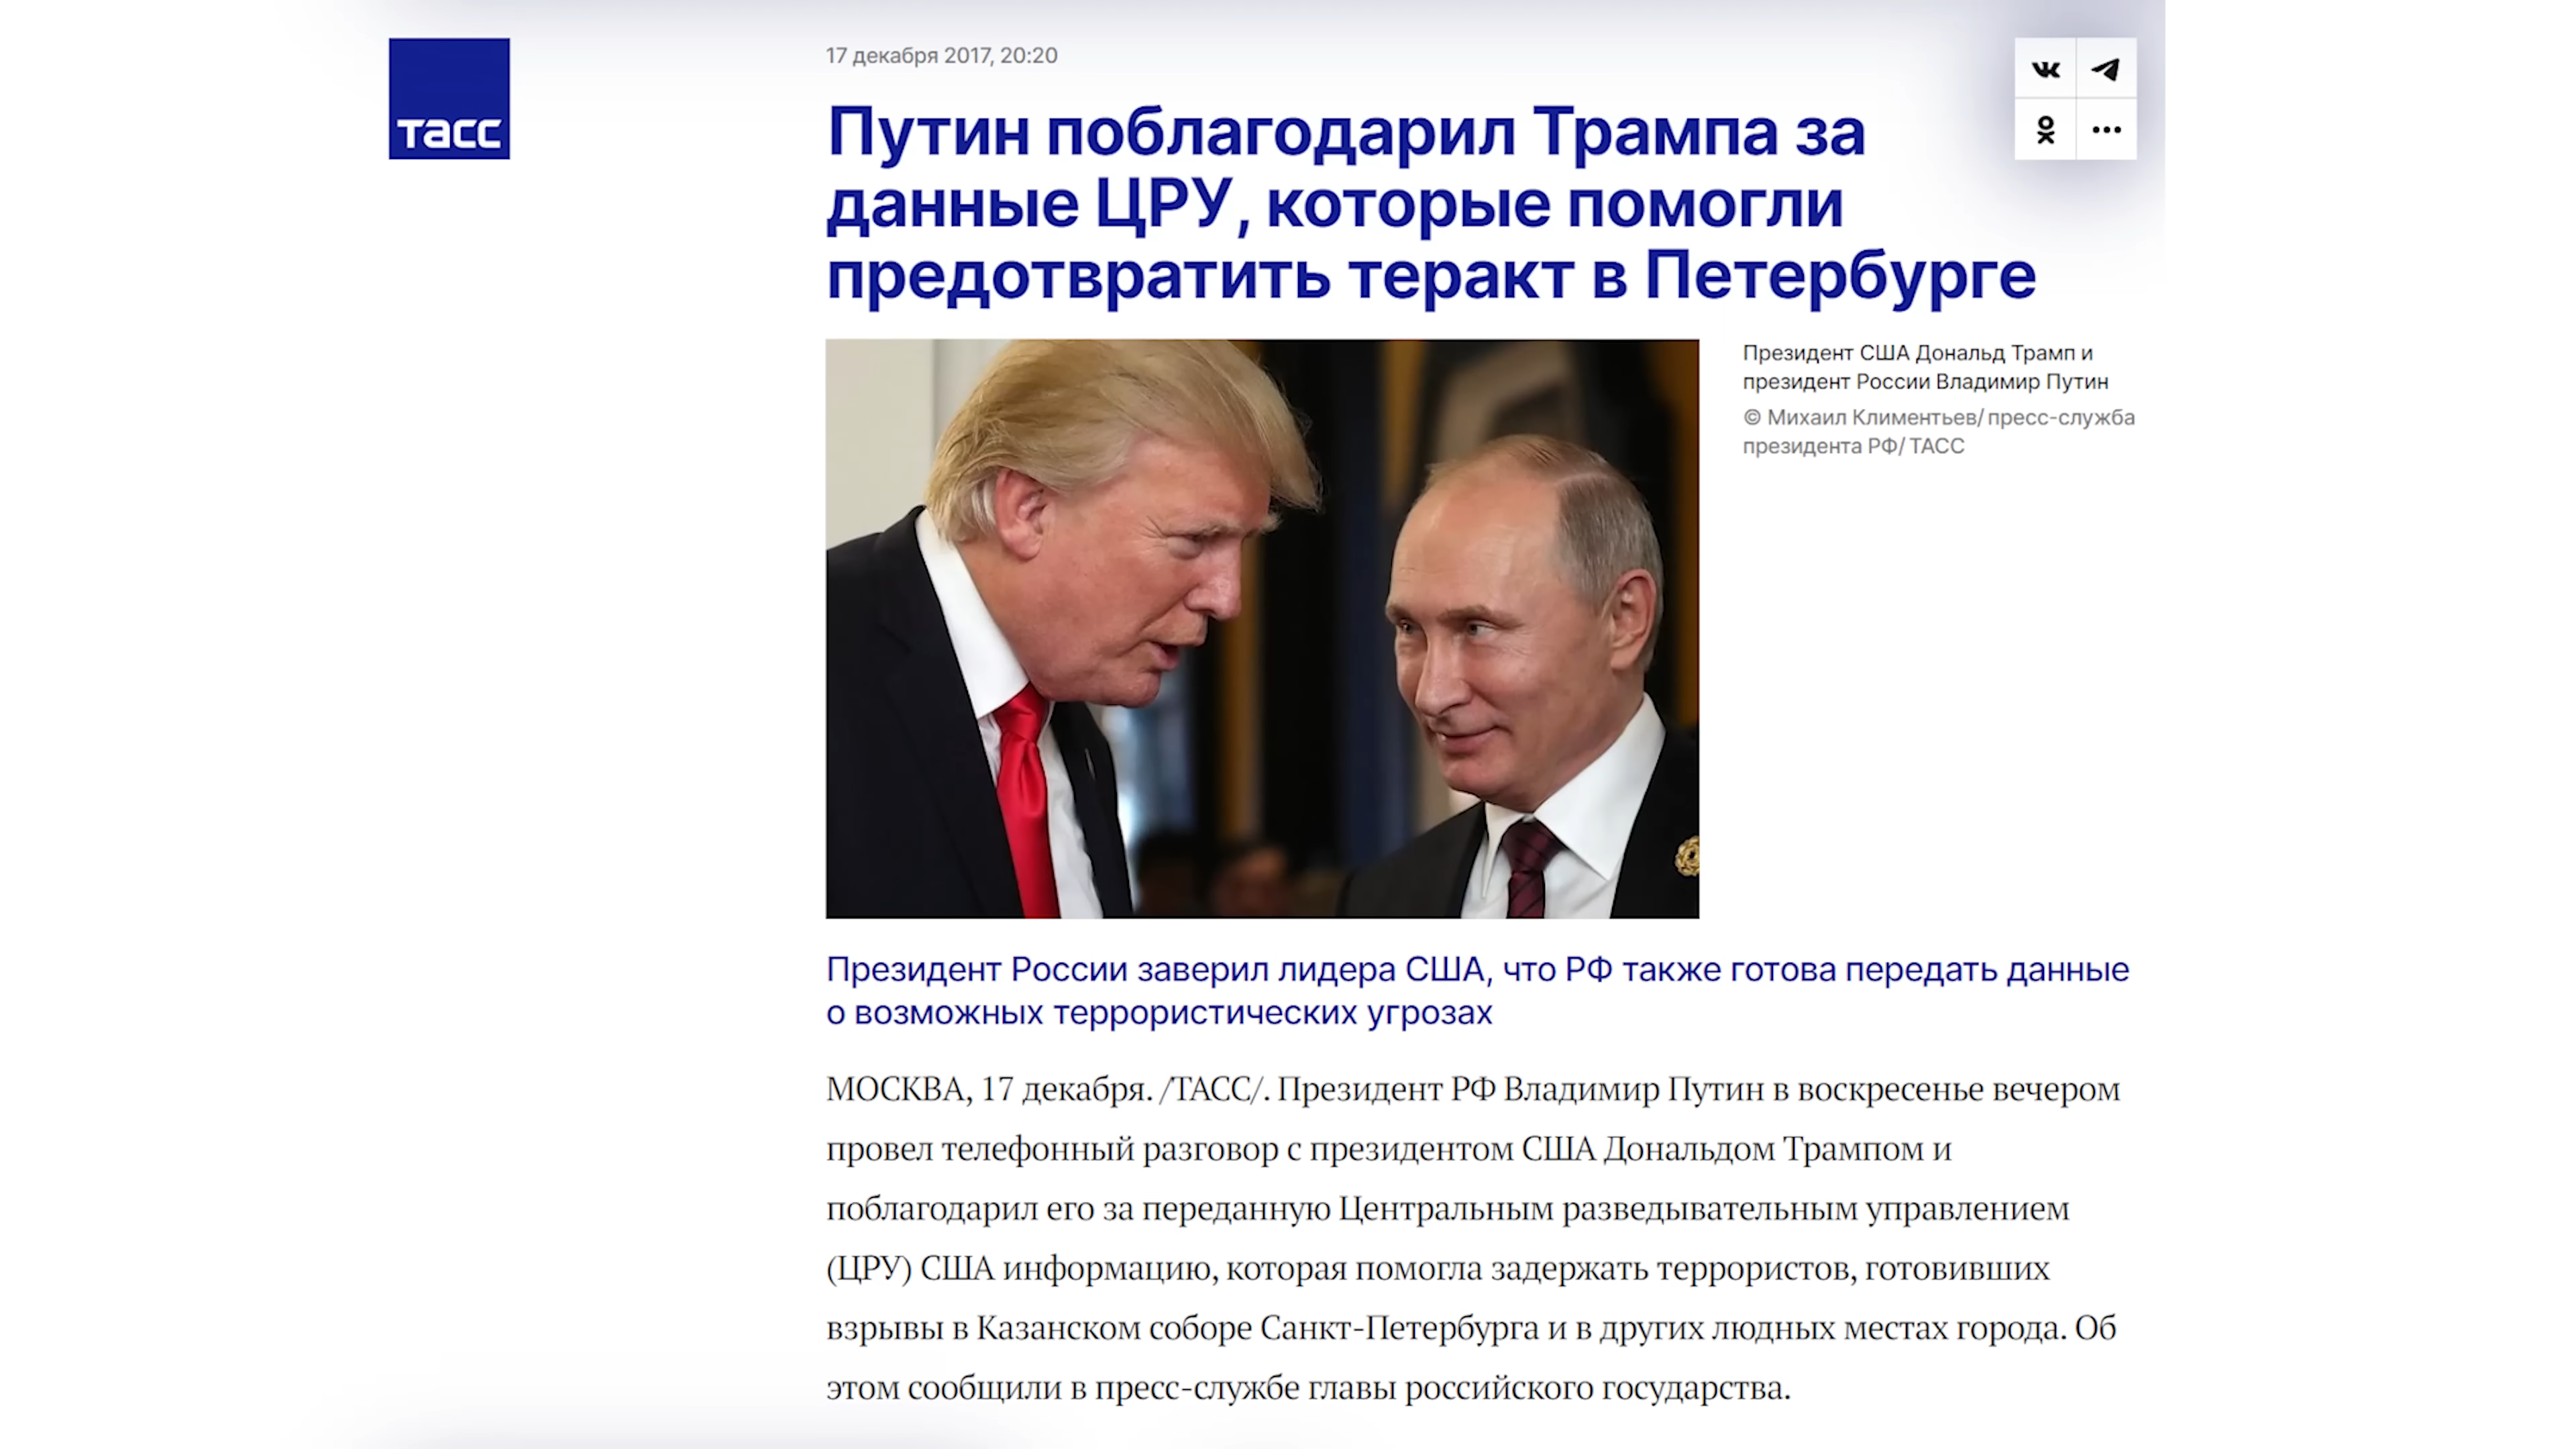 тасс
17 декабря 2017, 20:20
Путин поблагодарил Трампа за
данные ЦРУ, которые помогли
предотвратить теракт в Петербурге
Президент США Дональд Трамп и
президент России Владимир Путин
© Михаил Климентьев/ пресс-служба
президента РФ/ ТАСС
Президент России заверил лидера США, что РФ также готова передать данные
о возможных террористических угрозах
МОСКВА, 17 декабря. /ТАСС/. Президент РФ Владимир Путин в воскресенье вечером
провел телефонный разговор с президентом США Дональдом Трампом и
поблагодарил его за переданную Центральным разведывательным управлением
(ЦРУ) США информацию, которая помогла задержать террористов, готовивших
взрывы в Казанском соборе Санкт-Петербурга и в других людных местах города. Об
этом сообщили в пресс-службе главы российского государства.